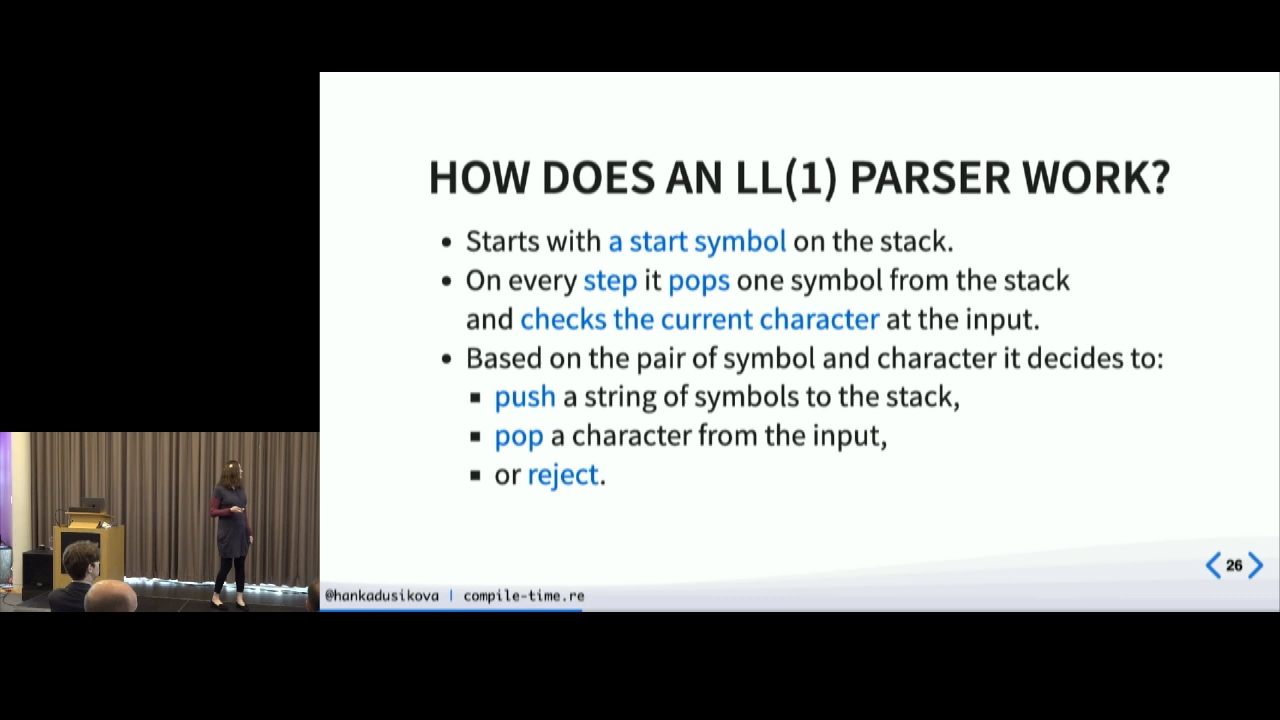 HOW DOES AN LL(1) PARSER WORK?
• Starts with a start symbol on the stack.
• On every step it pops one symbol from the stack
and checks the current character at the input.
• Based on the pair of symbol and character it decides to:
▪ push a string of symbols to the stack,
▪ pop a character from the input,
▪ or reject.
26
@hankadusikova | compile-time.re